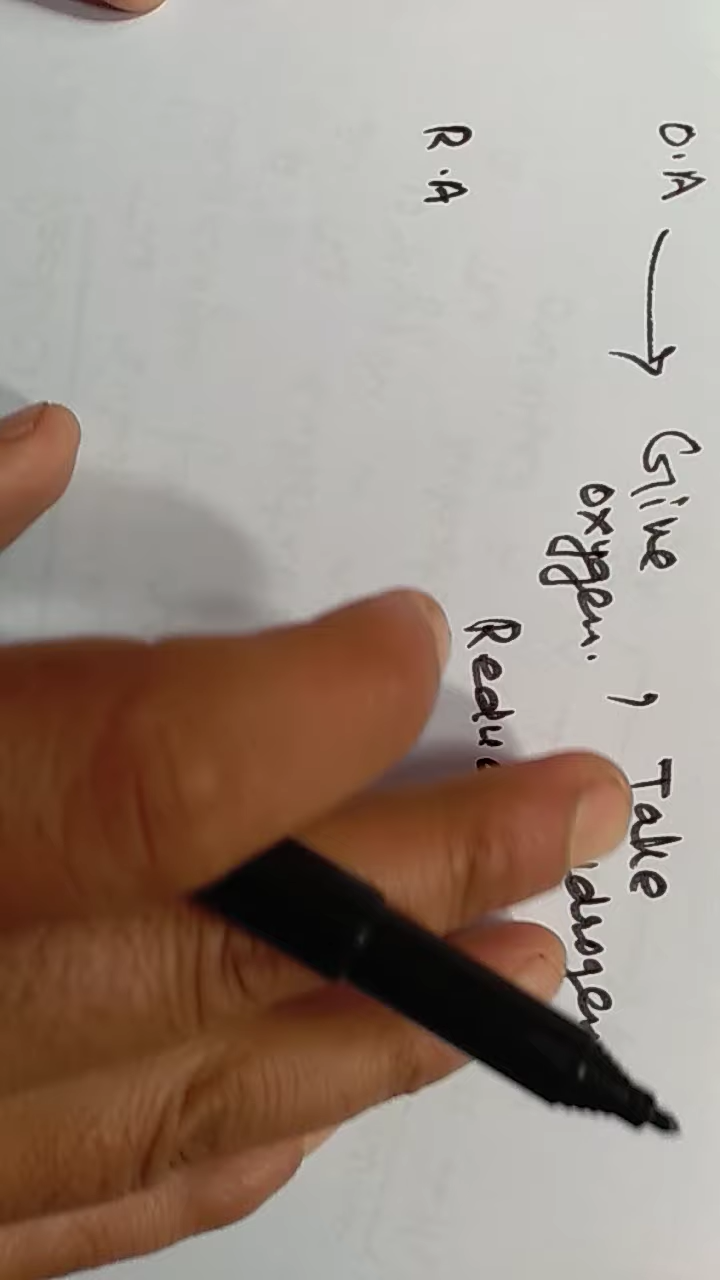 O.A → Give Take
oxygen. ,
Redu
R.A